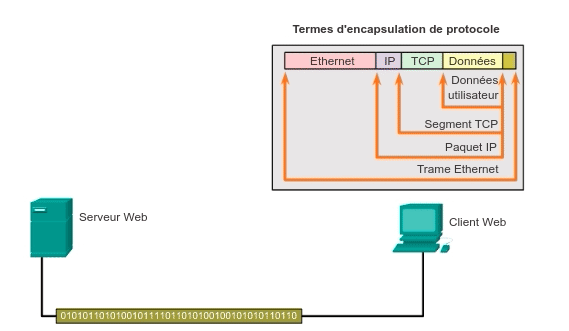 Termes d'encapsulation de protocole
Ethernet IP TCP Données
Données
utilisateur
Segment TCP
Paquet IP
Trame Ethernet
Serveur Web
Client Web